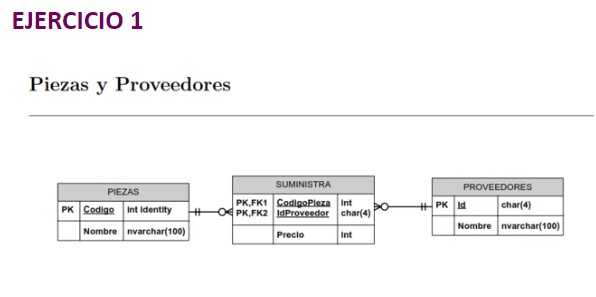 EJERCICIO 1
Piezas y Proveedores
PIEZAS
PK Codigo int identity
Nombre nvarchar(100)
SUMINISTRA
PK,FK1 CodigoPieza int
PK,FK2 IdProveedor char(4)
Precio int
PROVEEDORES
PK Id char(4)
Nombre nvarchar(100)